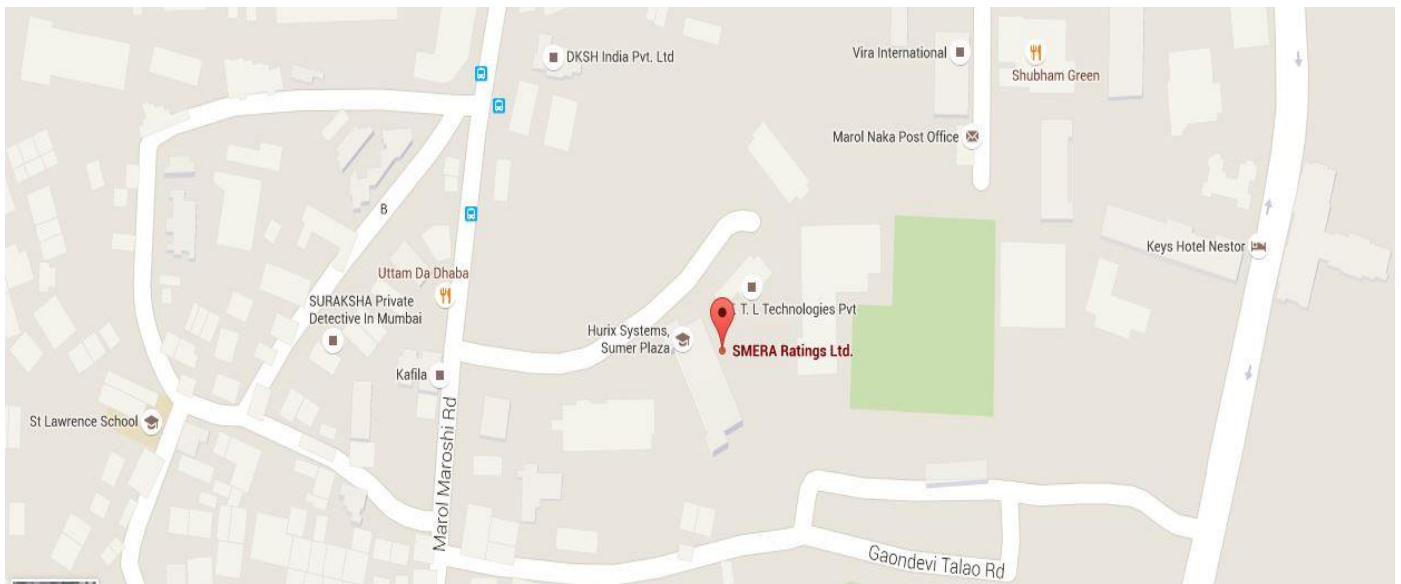 DKSH India Pvt. Ltd
Vira International
Shubham Green
Marol Naka Post Office
B
Keys Hotel Nestor
Uttam Da Dhaba
SURAKSHA Private
Detective In Mumbai
T. L Technologies Pvt
Hurix Systems,
Sumer Plaza
SMERA Ratings Ltd.
Kafila
St Lawrence School
Marol Maroshi Rd
Gaondevi Talao Rd